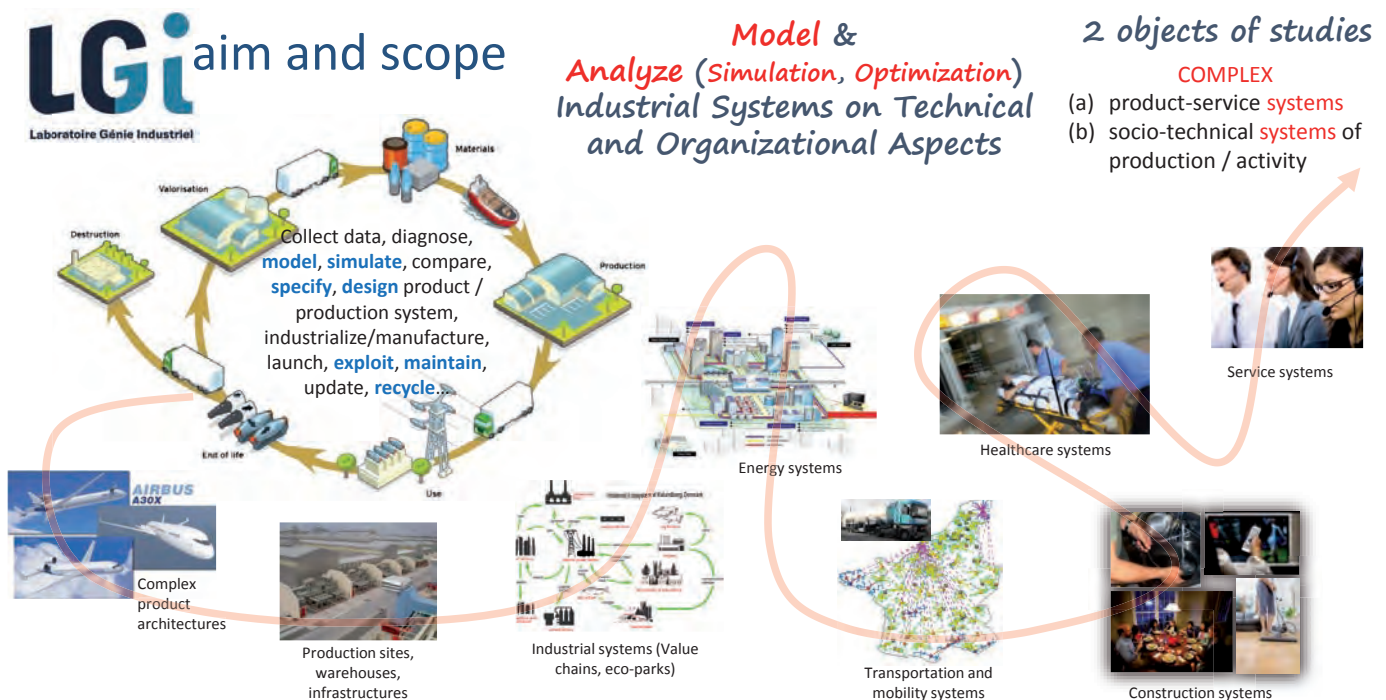 LGi aim and scope
Laboratoire Génie Industriel
Model &
Analyze (Simulation, Optimization)
Industrial Systems on Technical
and Organizational Aspects
2 objects of studies
COMPLEX
(a) product-service systems
(b) socio-technical systems of
production / activity
Materials
Valorisation
Destruction
Production
Collect data, diagnose,
model, simulate, compare,
specify, design product /
production system,
industrialize/manufacture,
launch, exploit, maintain,
update, recycle...
End of life
Use
AIRBUS
A30X
Complex
product
architectures
Production sites,
warehouses,
infrastructures
Industrial systems (Value
chains, eco-parks)
Energy systems
Transportation and
mobility systems
Healthcare systems
Construction systems
Service systems